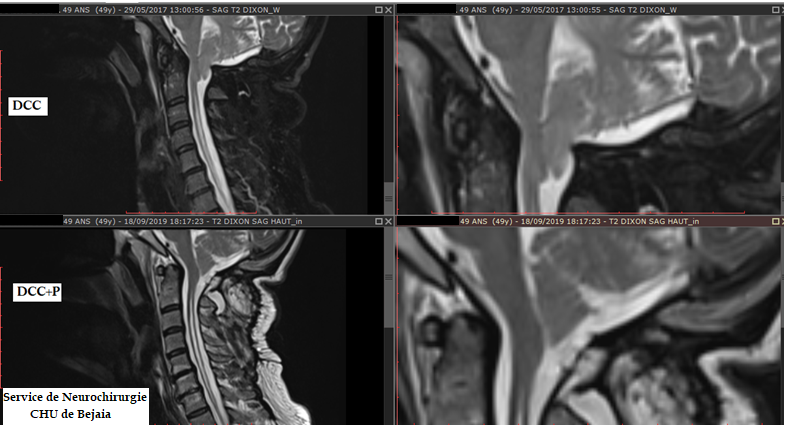 49 ANS (49y) - 29/05/2017 13:00:56 - SAG T2 DIXON_W
49 ANS (49y) - 29/05/2017 13:00:55 - SAG T2 DIXON_W
DCC
49 ANS (49y) - 18/09/2019 18:17:23 - T2 DIXON SAG HAUT_in
49 ANS (49y) - 18/09/2019 18:17:23 - T2 DIXON SAG HAUT_in
DCC+P
Service de Neurochirurgie
CHU de Bejaia